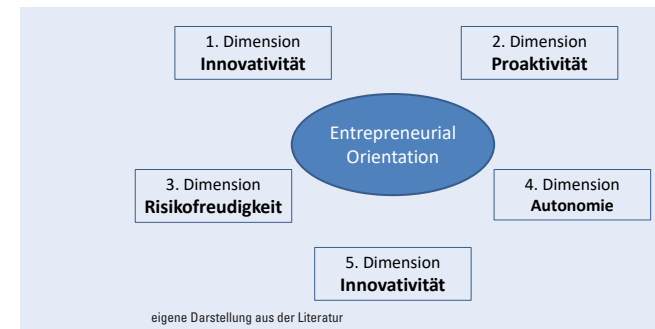 1. Dimension
Innovativität
2. Dimension
Proaktivität
Entrepreneurial
Orientation
3. Dimension
Risikofreudigkeit
4. Dimension
Autonomie
5. Dimension
Innovativität
eigene Darstellung aus der Literatur